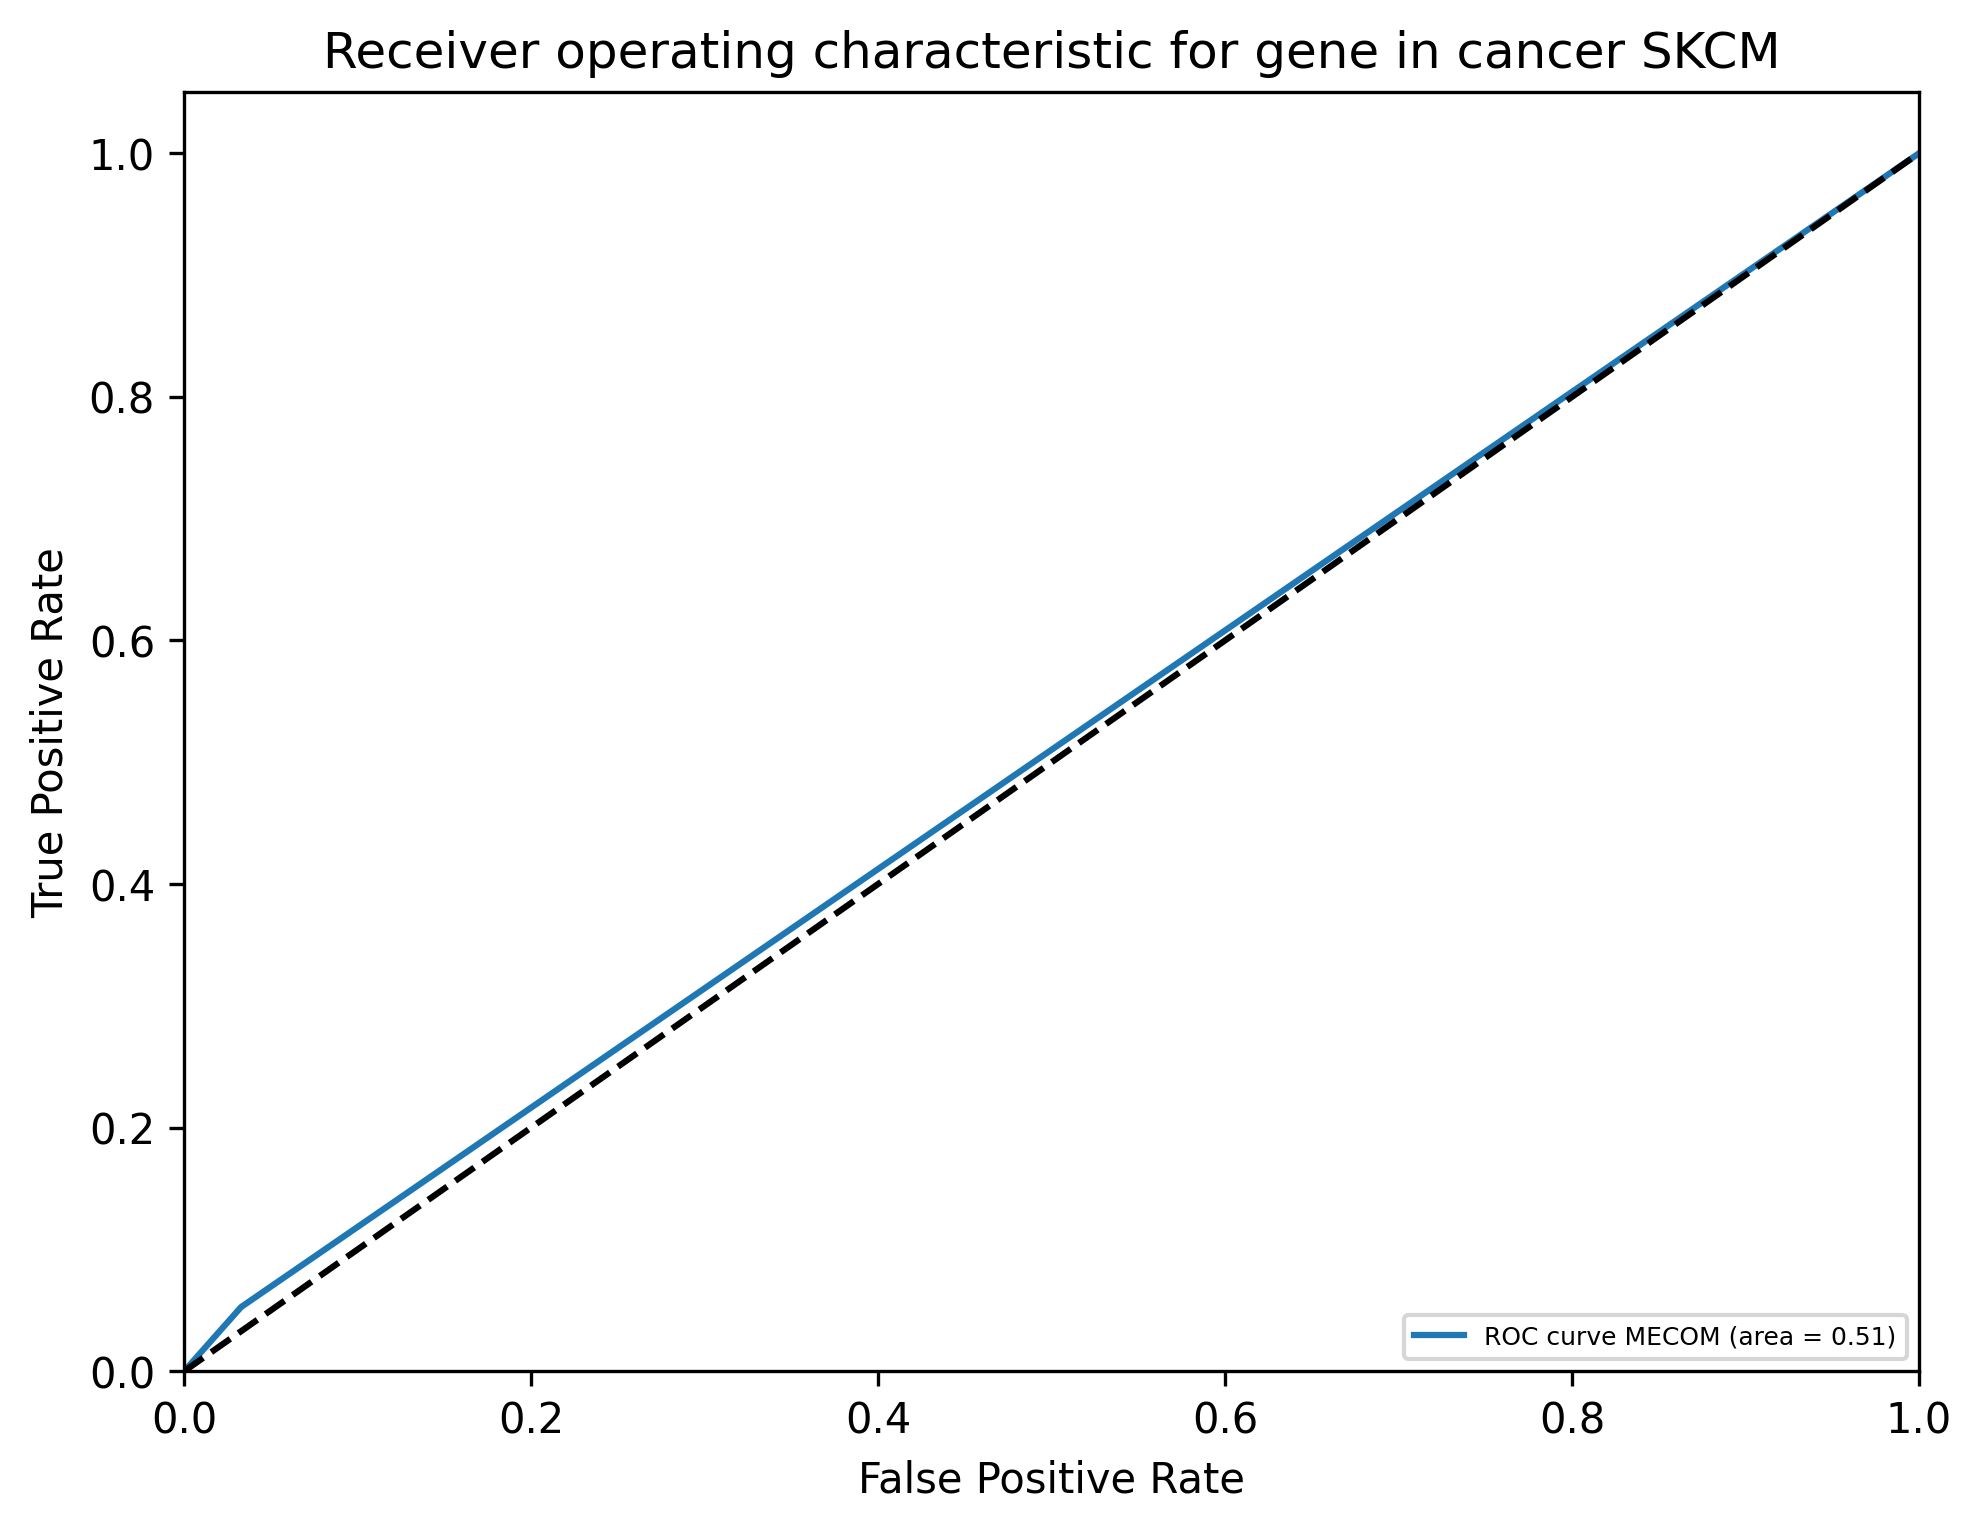 Receiver operating characteristic for gene in cancer SKCM
True Positive Rate
1.0
0.8
0.6
0.4
0.2
0.0
0.0 0.2 0.4 0.6 0.8 1.0
False Positive Rate
ROC curve MECOM (area = 0.51)